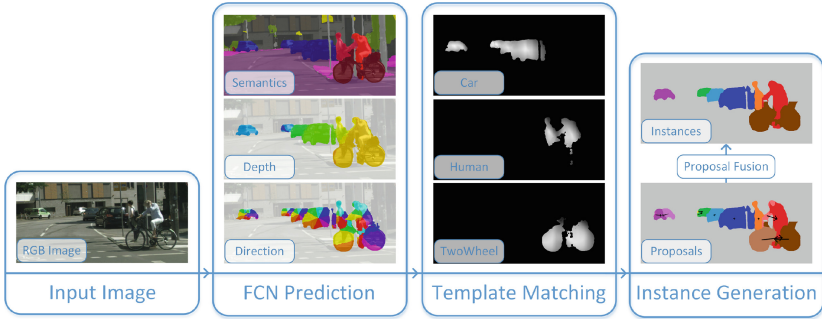 RGB Image
Input Image
Semantics
Depth
Direction
FCN Prediction
Car
Human
TwoWheel
Template Matching
Instances
Proposal Fusion
Proposals
Instance Generation